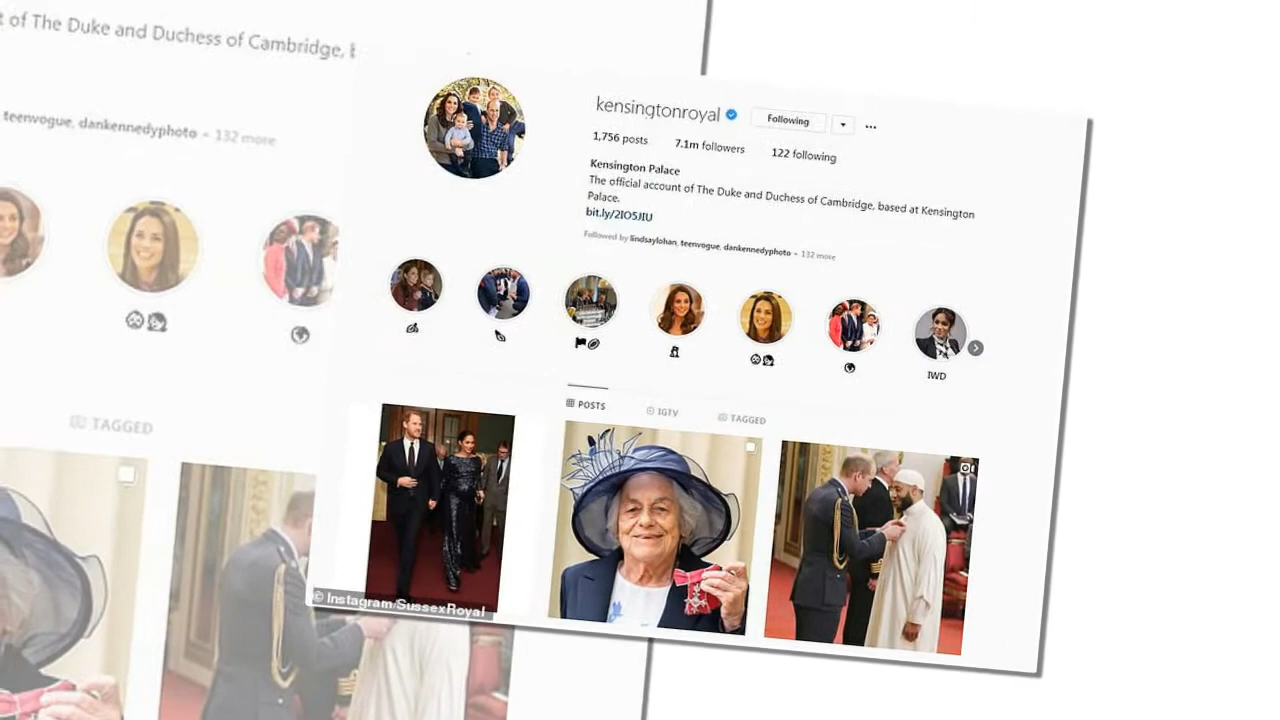 of The Duke and Duchess of Cambridge,
teenvogue, dankennedyphoto • 132 more
TAGGED
kensingtonroyal Following
1,756 posts 7.1m followers 122 following
Kensington Palace
The official account of The Duke and Duchess of Cambridge, based at Kensington
Palace.
bit.ly/2IO5JIU
Followed by lindsaylohan, teenvogue, dankennedyphoto • 132 more
IWD
POSTS IGTV TAGGED
© Instagram/SussexRoyal